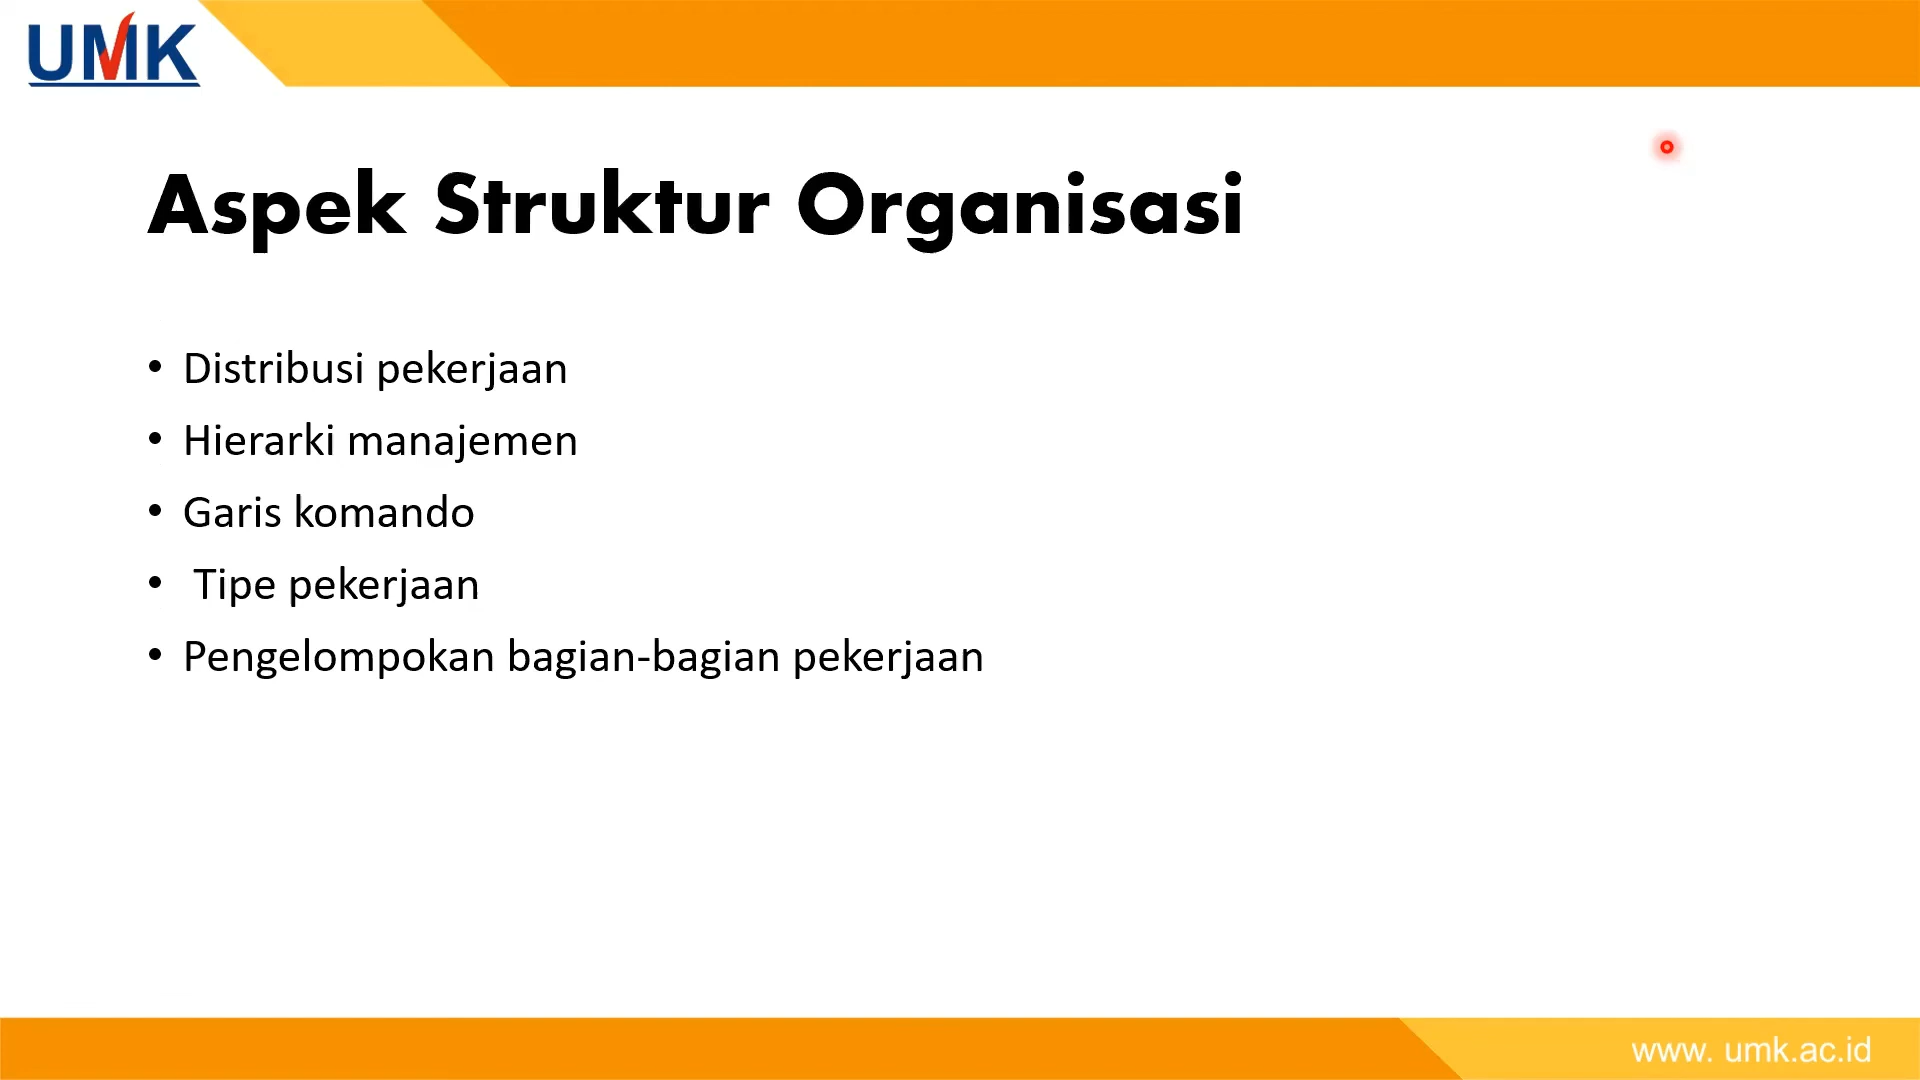 UMK
Aspek Struktur Organisasi
• Distribusi pekerjaan
• Hierarki manajemen
• Garis komando
• Tipe pekerjaan
• Pengelompokan bagian-bagian pekerjaan
www. umk.ac.id